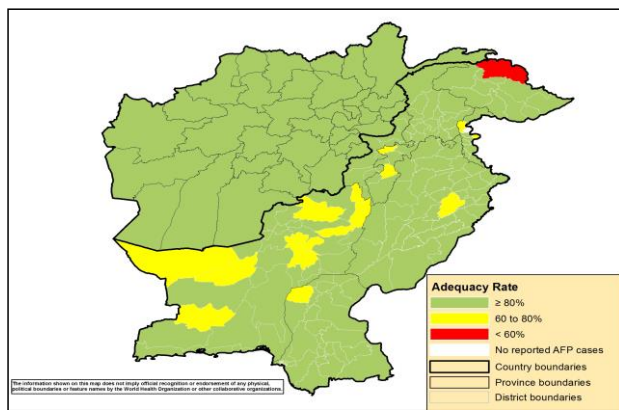 Adequacy Rate
≥ 80%
60 to 80%
< 60%
No reported AFP cases
Country boundaries
Province boundaries
District boundaries
The information shown on this map does not imply official recognition or endorsement of any physical,
political boundaries or feature names by the World Health Organization or other collaborative organizations.